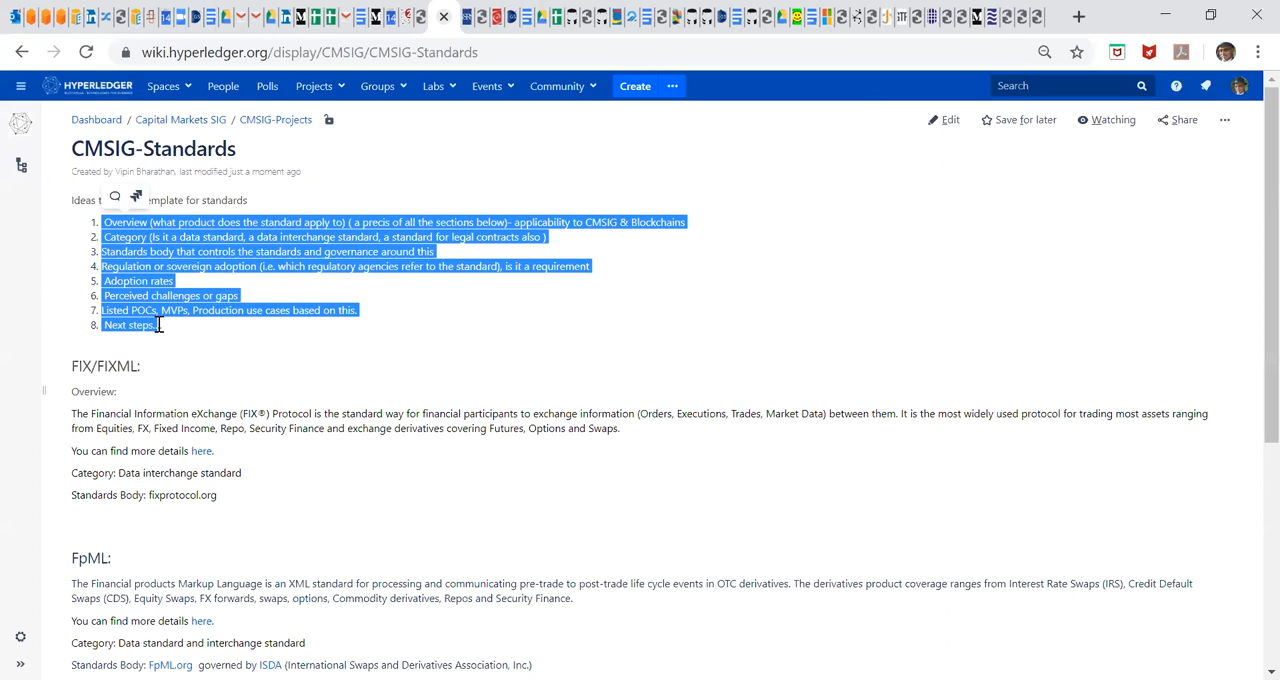 wiki.hyperledger.org/display/CMSIG/CMSIG-Standards
HYPERLEDGER Spaces People Polls Projects Groups Labs Events Community Create ••• Search
Dashboard / Capital Markets SIG / CMSIG-Projects
Edit Save for later Watching Share •••
CMSIG-Standards
Created by Vipin Bharathan, last modified just a moment ago
Ideas t emplate for standards
1. Overview (what product does the standard apply to) ( a precis of all the sections below)- applicability to CMSIG & Blockchains
2. Category (Is it a data standard, a data interchange standard, a standard for legal contracts also )
3. Standards body that controls the standards and governance around this
4. Regulation or sovereign adoption (i.e. which regulatory agencies refer to the standard), is it a requirement
5. Adoption rates
6. Perceived challenges or gaps
7. Listed POCs, MVPs, Production use cases based on this.
8. Next steps.
FIX/FIXML:
Overview:
The Financial Information eXchange (FIX®) Protocol is the standard way for financial participants to exchange information (Orders, Executions, Trades, Market Data) between them. It is the most widely used protocol for trading most assets ranging
from Equities, FX, Fixed Income, Repo, Security Finance and exchange derivatives covering Futures, Options and Swaps.
You can find more details here.
Category: Data interchange standard
Standards Body: fixprotocol.org
FpML:
The Financial products Markup Language is an XML standard for processing and communicating pre-trade to post-trade life cycle events in OTC derivatives. The derivatives product coverage ranges from Interest Rate Swaps (IRS), Credit Default
Swaps (CDS), Equity Swaps, FX forwards, swaps, options, Commodity derivatives, Repos and Security Finance.
You can find more details here.
Category: Data standard and interchange standard
Standards Body: FpML.org governed by ISDA (International Swaps and Derivatives Association, Inc.)